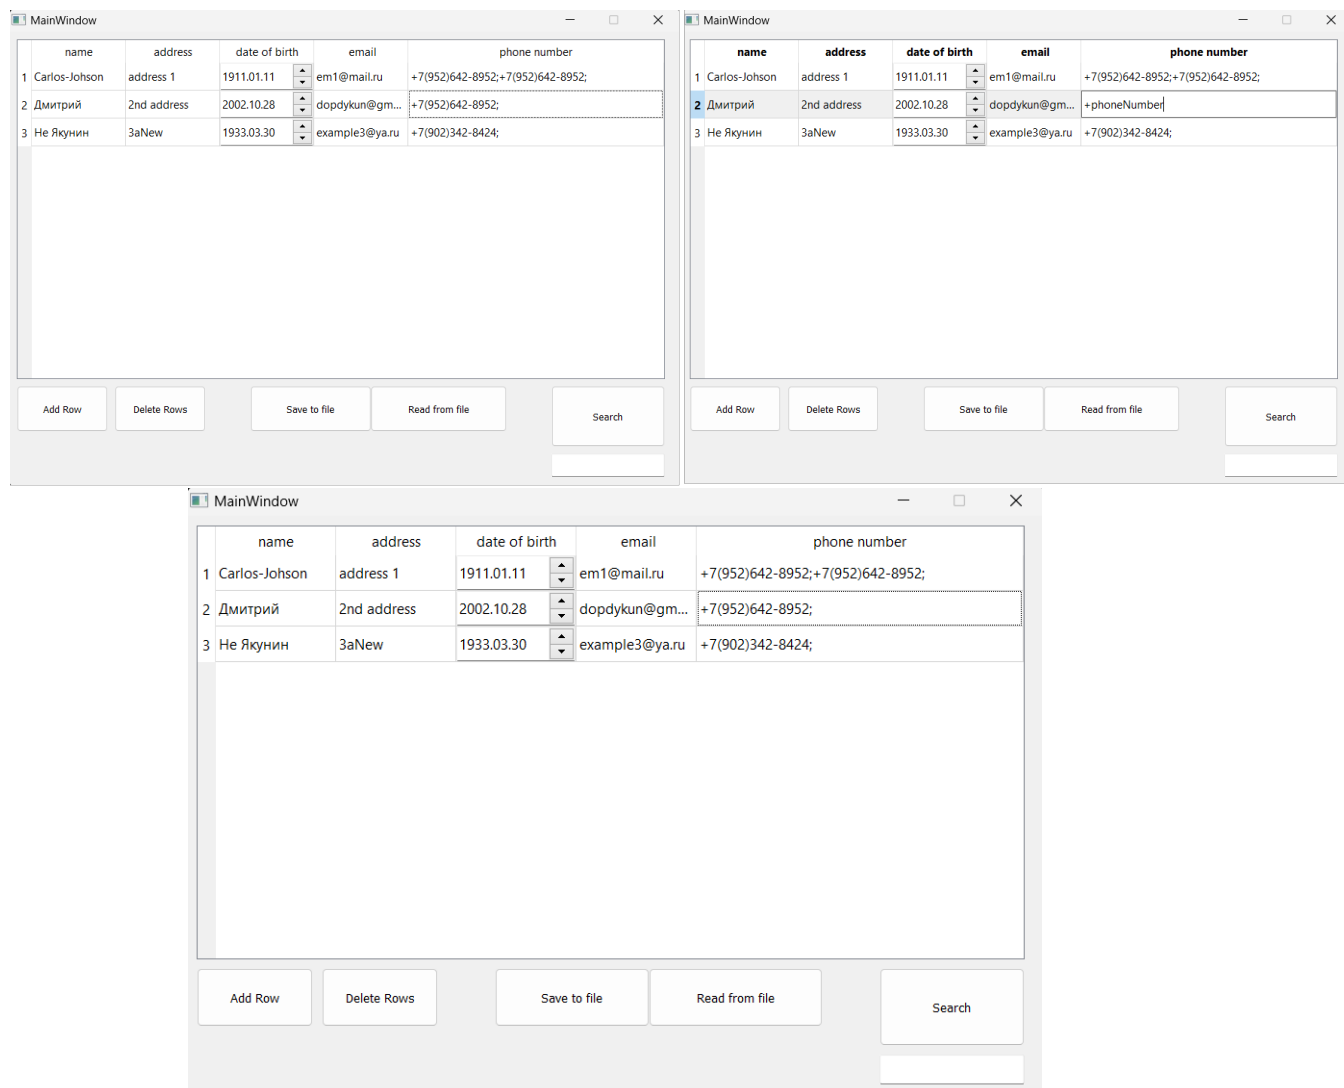 MainWindow
name address date of birth email phone number
1 Carlos-Johson address 1 1911.01.11 em1@mail.ru +7(952)642-8952;+7(952)642-8952;
2 Дмитрий 2nd address 2002.10.28 dopdykun@gm... +7(952)642-8952;
3 Не Якунин 3aNew 1933.03.30 example3@ya.ru +7(902)342-8424;
Add Row Delete Rows Save to file Read from file Search
MainWindow
name address date of birth email phone number
1 Carlos-Johson address 1 1911.01.11 em1@mail.ru +7(952)642-8952;+7(952)642-8952;
2 Дмитрий 2nd address 2002.10.28 dopdykun@gm... +phoneNumber
3 Не Якунин 3aNew 1933.03.30 example3@ya.ru +7(902)342-8424;
Add Row Delete Rows Save to file Read from file Search
MainWindow
name address date of birth email phone number
1 Carlos-Johson address 1 1911.01.11 em1@mail.ru +7(952)642-8952;+7(952)642-8952;
2 Дмитрий 2nd address 2002.10.28 dopdykun@gm... +7(952)642-8952;
3 Не Якунин 3aNew 1933.03.30 example3@ya.ru +7(902)342-8424;
Add Row Delete Rows Save to file Read from file Search